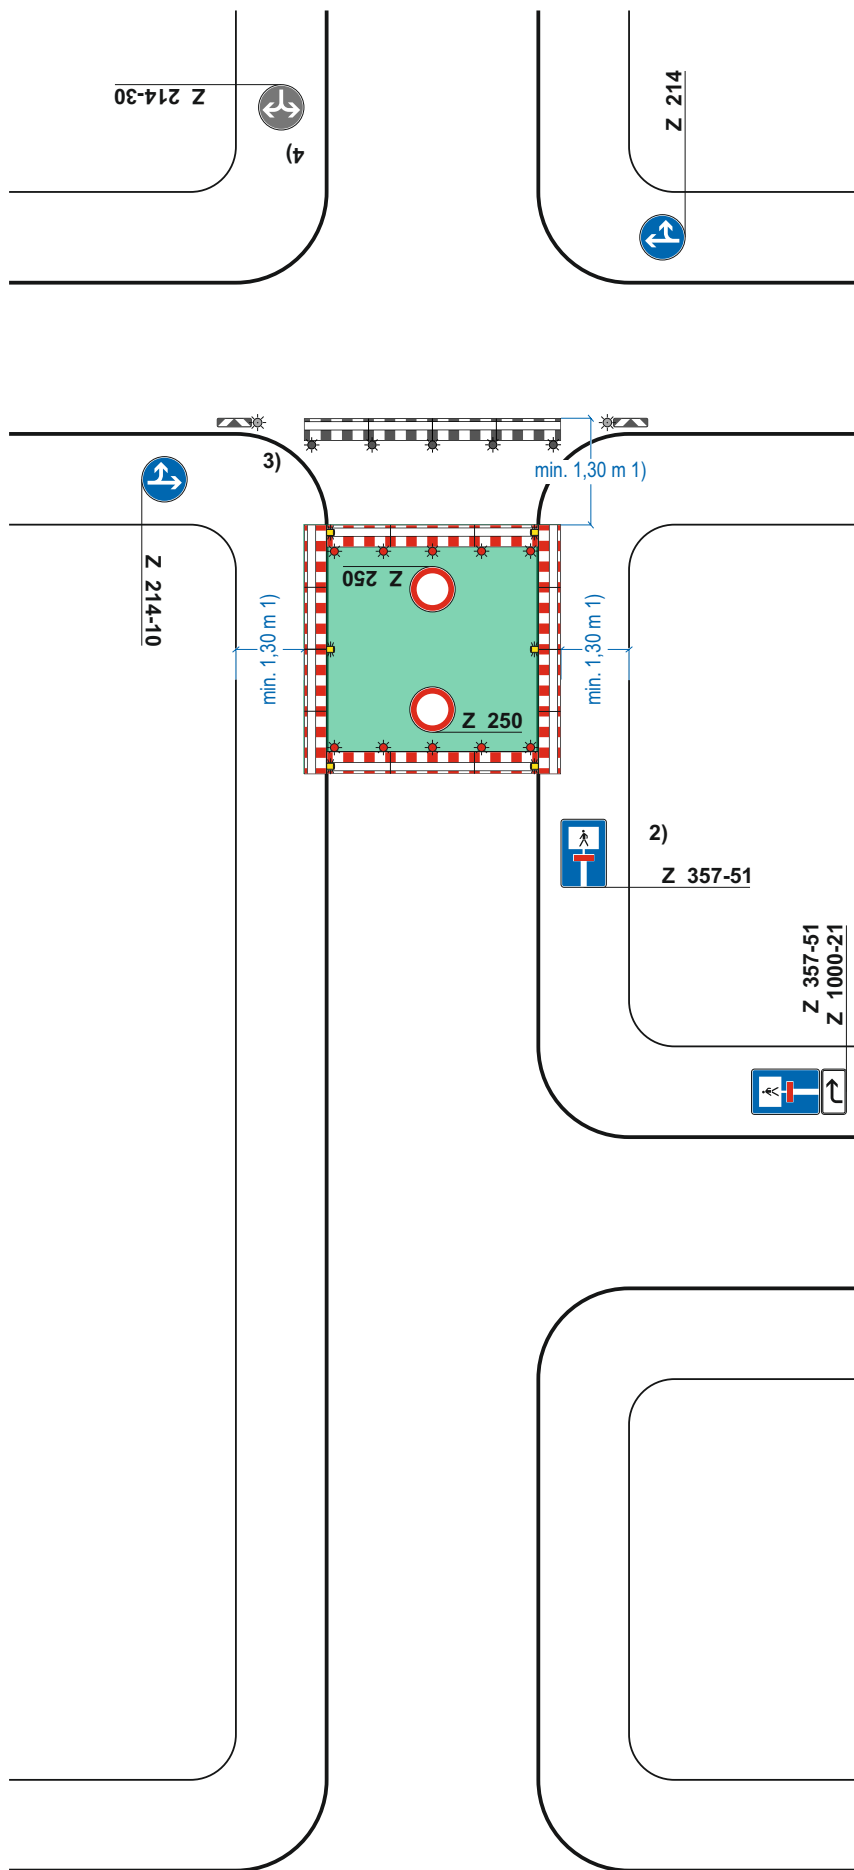 Z 214-30
4)
Z 214
3)
min. 1,30 m 1)
Z 214-10
Z 250
min. 1,30 m 1)
min. 1,30 m 1)
Z 250
2)
Z 357-51
Z 357-51
Z 1000-21